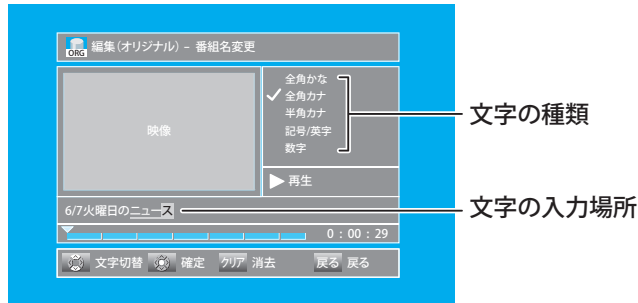 ORG 編集(オリジナル) – 番組名変更
映像
全角かな
全角カナ
半角カナ
記号/英字
数字
再生
6/7火曜日のニュース
0:00:29
文字切替 確定 クリア 消去 戻る 戻る
文字の種類
文字の入力場所